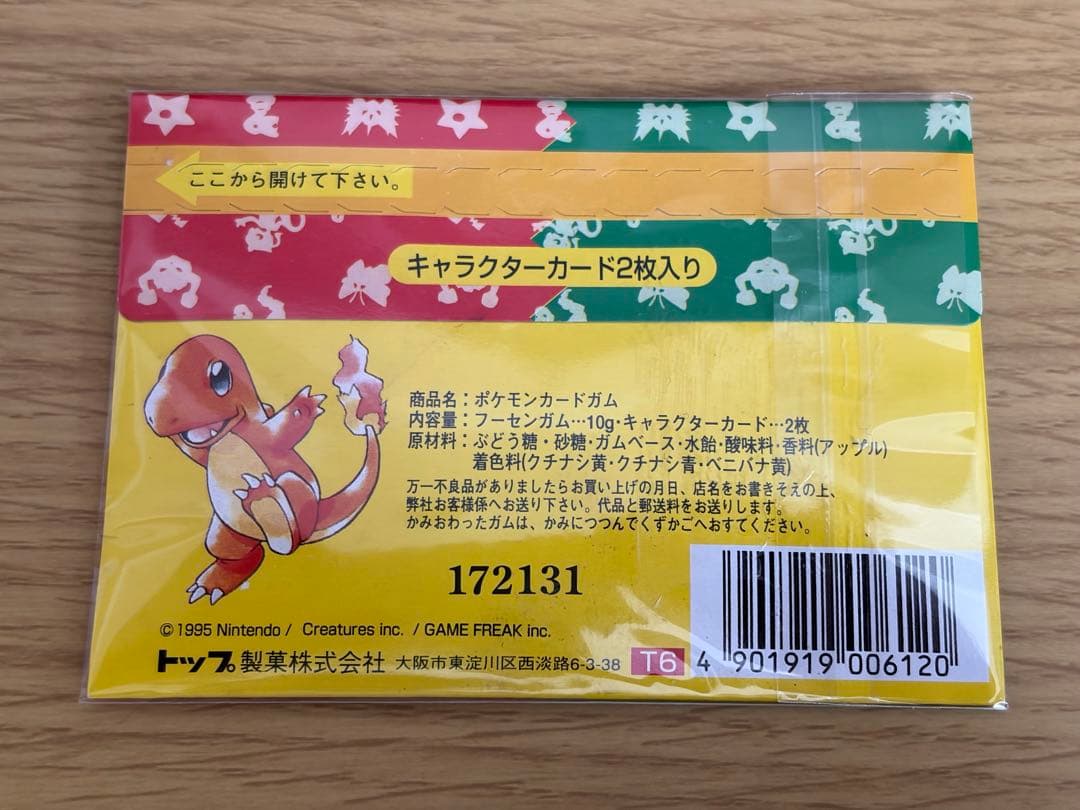 ここから開けて下さい。
キャラクターカード2枚入り
商品名：ポケモンカードガム
内容量：フーセンガム…10g・キャラクターカード…2枚
原材料：ぶどう糖・砂糖・ガムベース・水飴・酸味料・香料(アップル)
着色料(クチナシ黄・クチナシ青・ベニバナ黄)
万一不良品がありましたらお買い上げの月日、店名をお書きそえの上、
弊社お客様係へお送り下さい。代品と郵送料をお送りします。
かみおわったガムは、かみにつつんでくずかごへおすてください。
172131
©1995 Nintendo / Creatures inc. / GAME FREAK inc.
トップ製菓株式会社 大阪市東淀川区西淡路6-3-38 T6
4 901919 006120